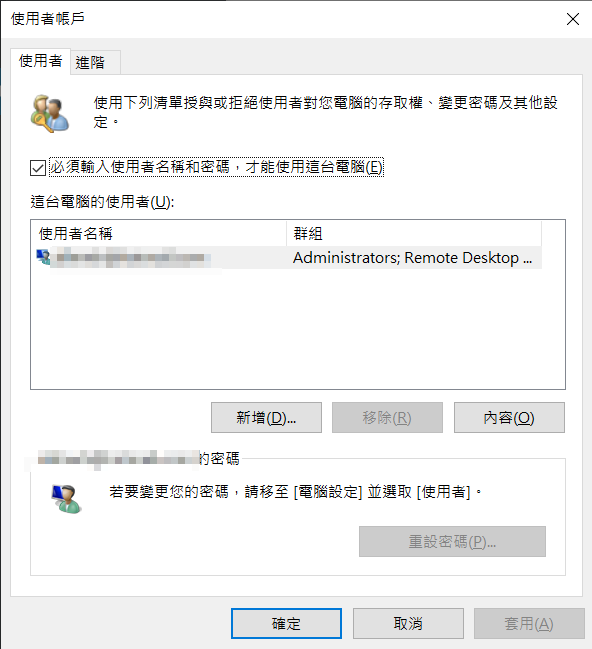 使用者帳戶
使用者
進階
使用下列清單授與或拒絕使用者對您電腦的存取權、變更密碼及其他設
定。
必須輸入使用者名稱和密碼，才能使用這台電腦(E)
這台電腦的使用者(U):
使用者名稱 群組
Administrators; Remote Desktop ...
新增(D)... 移除(R) 內容(O)
的密碼
若要變更您的密碼，請移至 [電腦設定] 並選取 [使用者]。
重設密碼(P)...
確定 取消 套用(A)